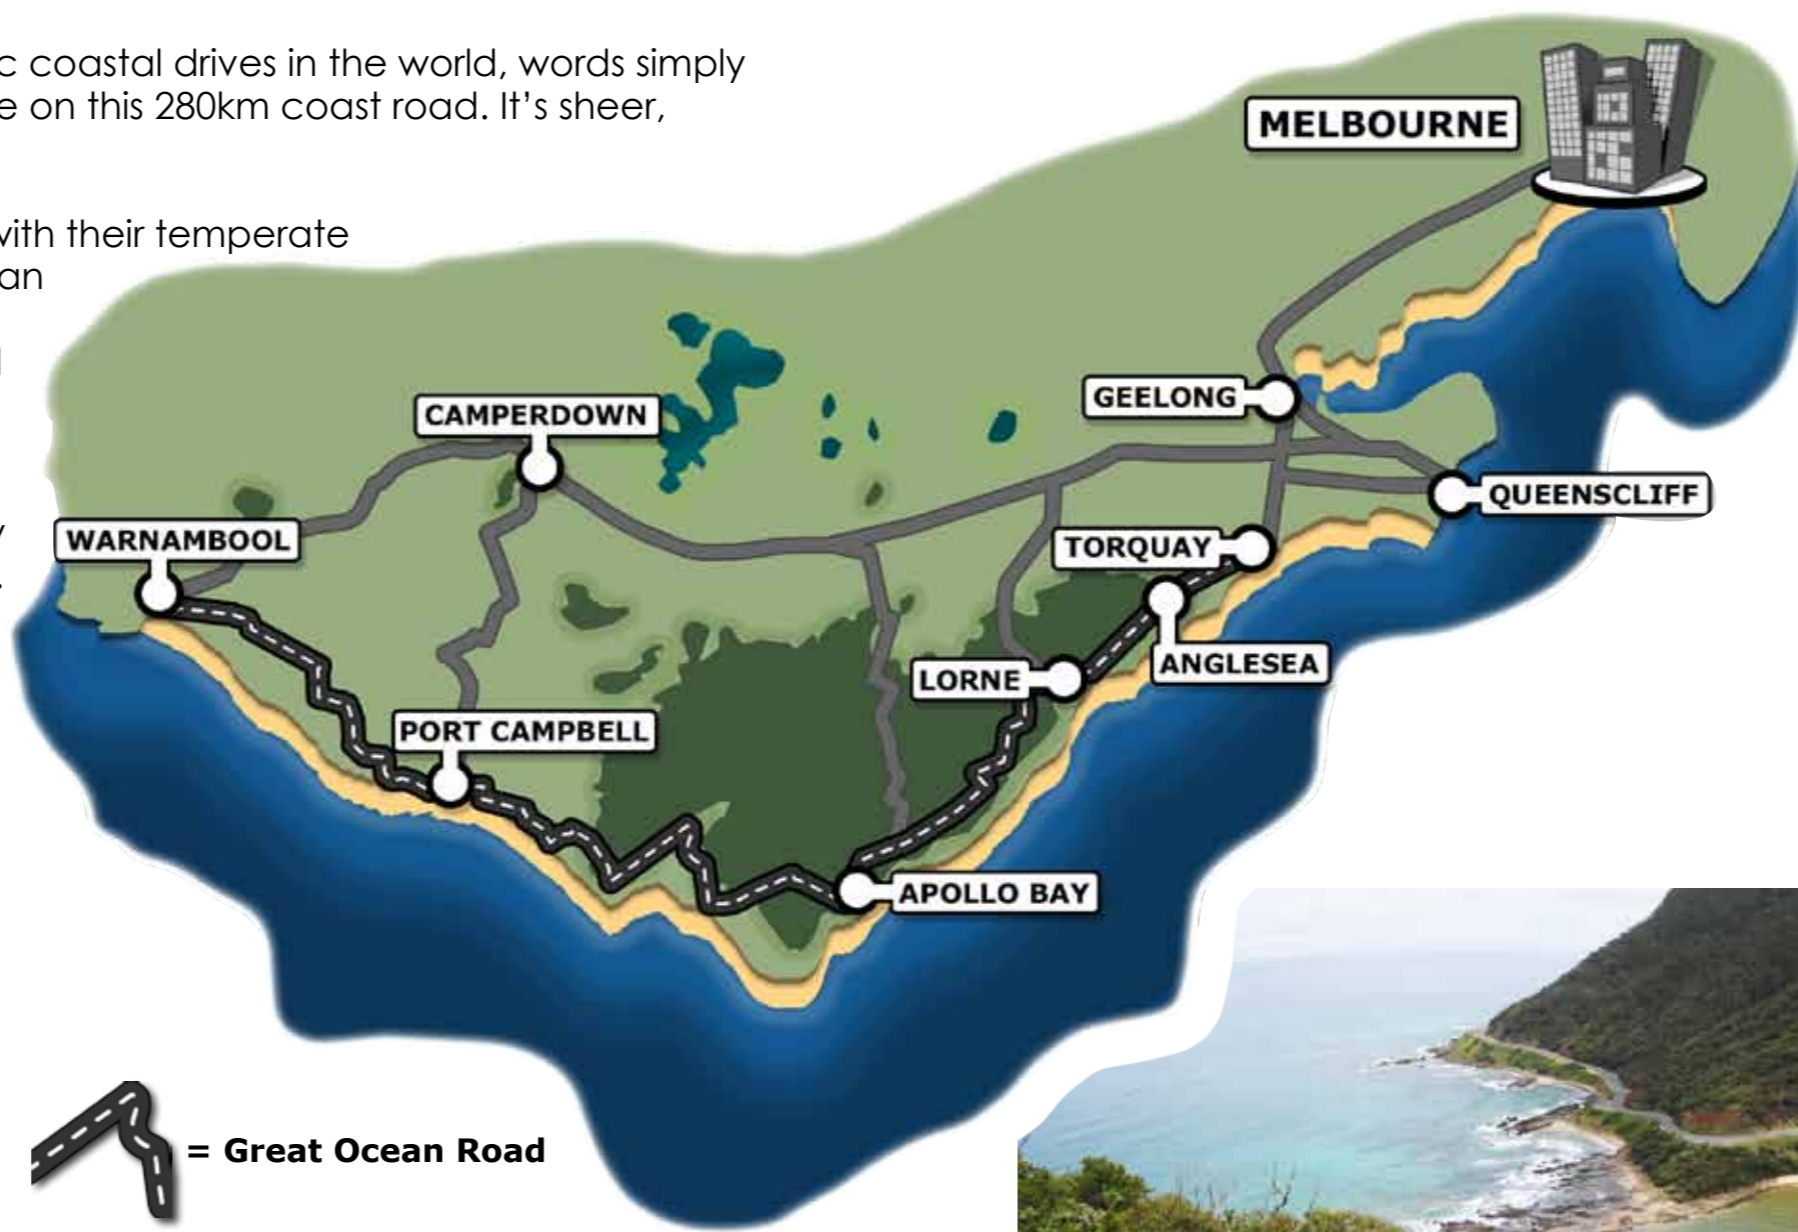 c coastal drives in the world, words simply
e on this 280km coast road. It's sheer,
with their temperate
an
MELBOURNE
GEELONG
CAMPERDOWN
QUEENSCLIFF
WARNAMBOOL
TORQUAY
ANGLESEA
LORNE
PORT CAMPBELL
APOLLO BAY
= Great Ocean Road